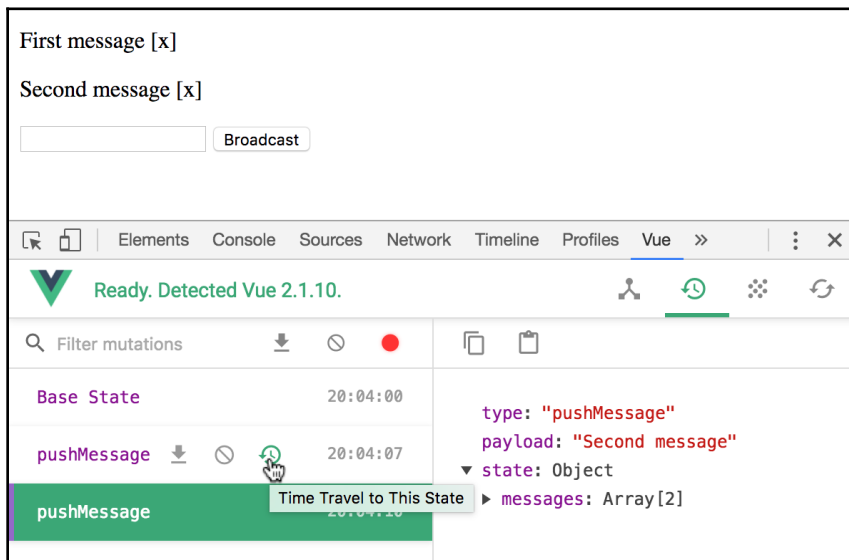 First message [x]
Second message [x]
Broadcast
Elements Console Sources Network Timeline Profiles Vue »
Ready. Detected Vue 2.1.10.
Filter mutations
Base State 20:04:00
pushMessage 20:04:07
Time Travel to This State
pushMessage
type: "pushMessage"
payload: "Second message"
▼ state: Object
▶ messages: Array[2]